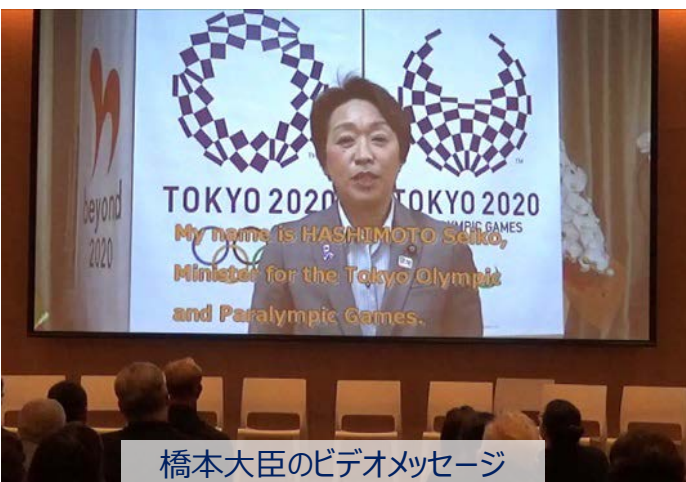 beyond
2020
TOKYO 2020
TOKYO 2020
GAMES
My name is HASHIMOTO Seiko,
Minister for the Tokyo Olympic
and Paralympic Games.
橋本大臣のビデオメッセージ